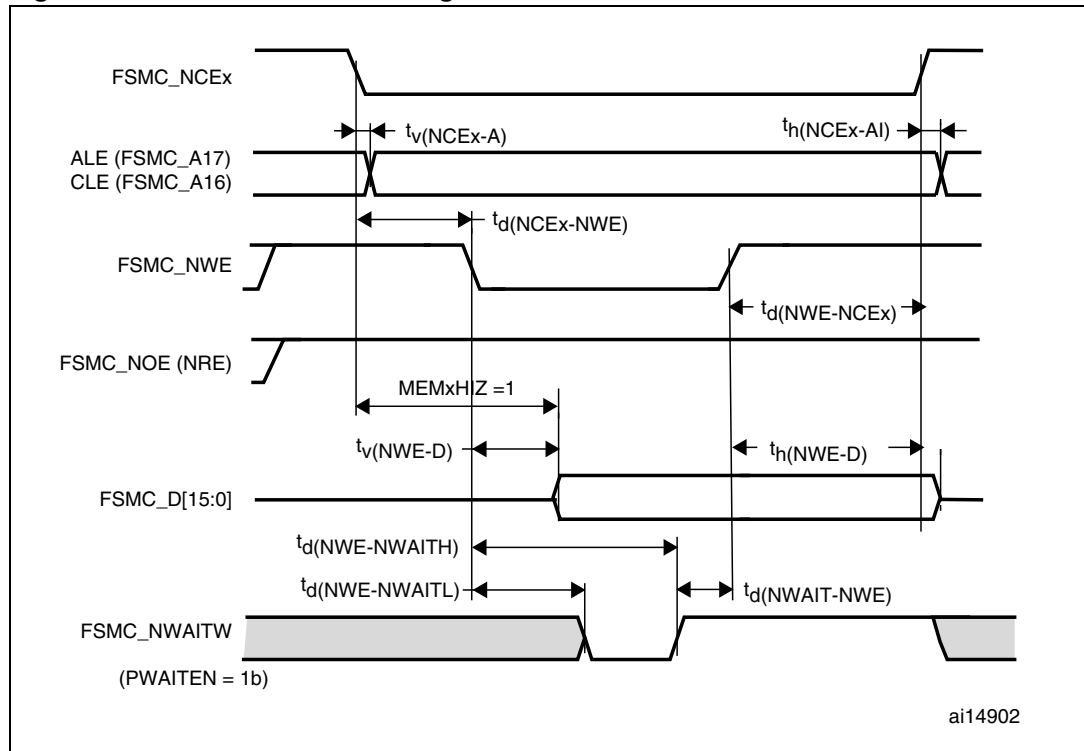 FSMC_NCEx
tv(NCEx-A)
th(NCEx-AI)
ALE (FSMC_A17)
CLE (FSMC_A16)
td(NCEx-NWE)
FSMC_NWE
td(NWE-NCEx)
FSMC_NOE (NRE)
MEMxHIZ =1
tv(NWE-D)
th(NWE-D)
FSMC_D[15:0]
td(NWE-NWAITH)
td(NWE-NWAITL)
td(NWAIT-NWE)
FSMC_NWAITW
(PWAITEN = 1b)
ai14902